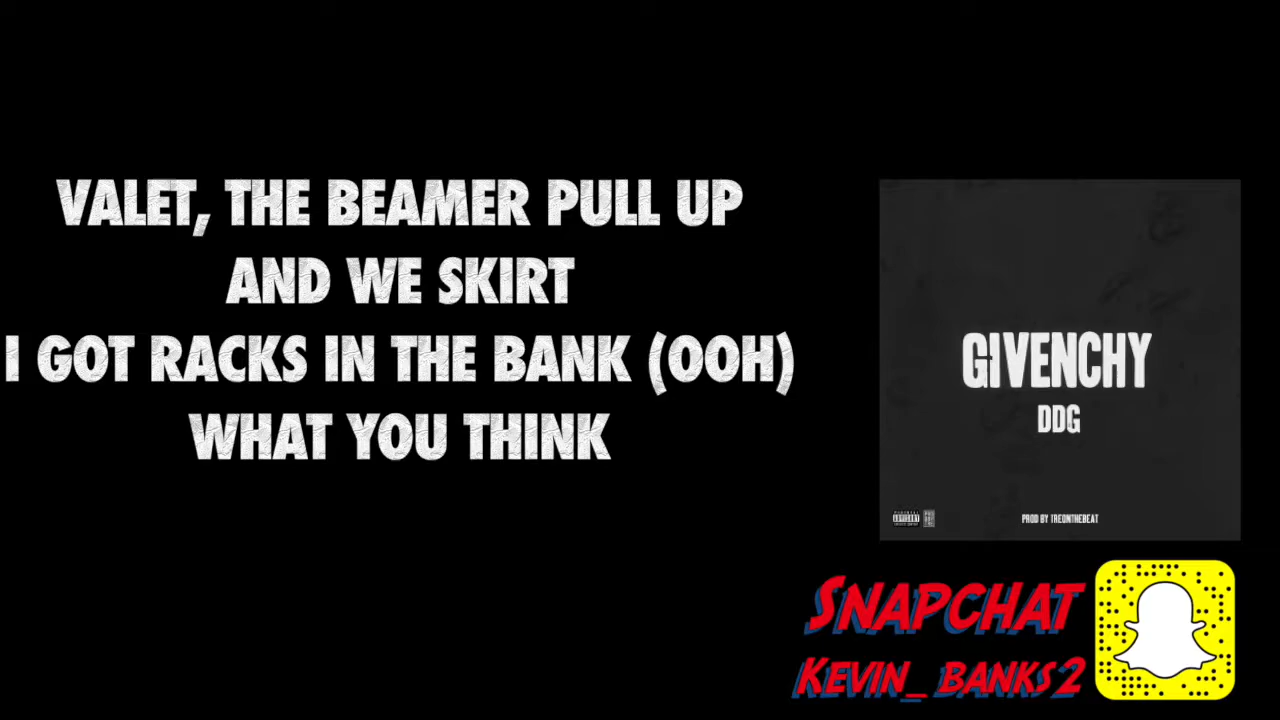 VALET, THE BEAMER PULL UP
AND WE SKIRT
I GOT RACKS IN THE BANK (OOH)
WHAT YOU THINK
GIVENCHY
DDG
PROD BY TREONTHEBEAT
SNAPCHAT
KEVIN_ BANKS2